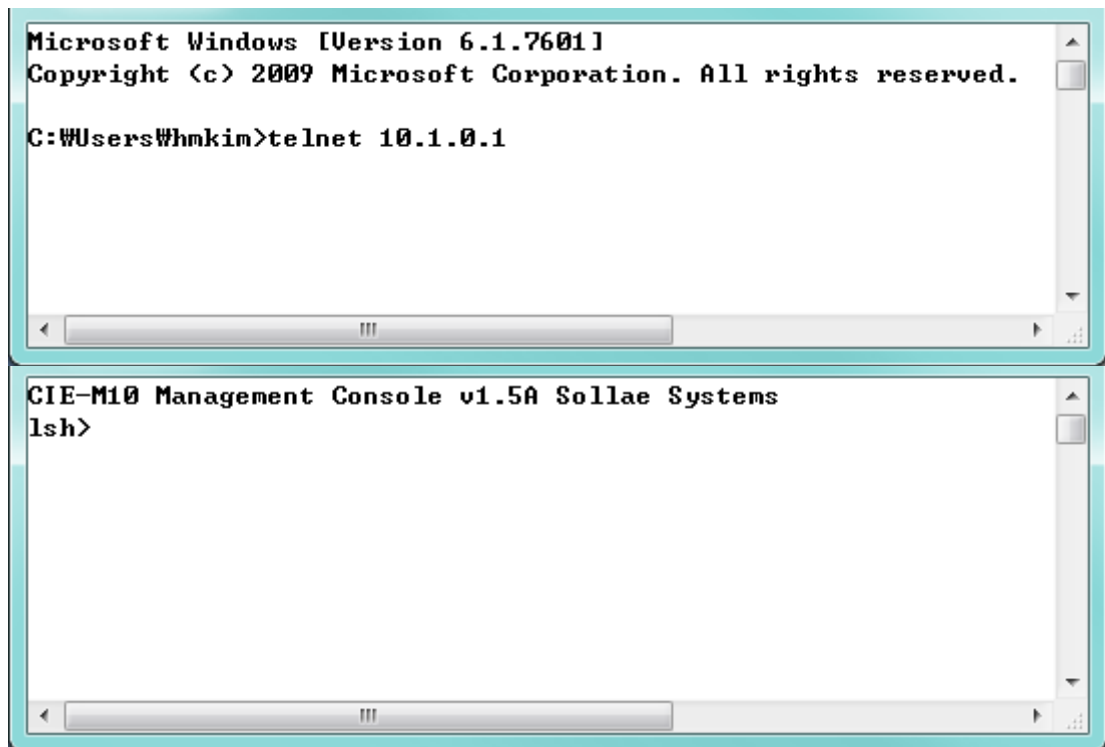 Microsoft Windows [Version 6.1.7601]
Copyright (c) 2009 Microsoft Corporation. All rights reserved.
C:₩Users₩hmkim>telnet 10.1.0.1
CIE-M10 Management Console v1.5A Sollae Systems
lsh>